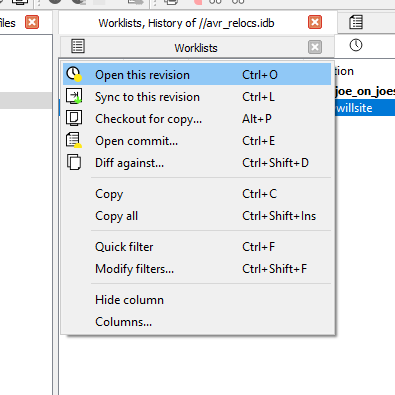 files
Worklists, History of //avr_relocs.idb
Worklists
Open this revision Ctrl+O
Sync to this revision Ctrl+L
Checkout for copy... Alt+P
Open commit... Ctrl+E
Diff against... Ctrl+Shift+D
Copy Ctrl+C
Copy all Ctrl+Shift+Ins
Quick filter Ctrl+F
Modify filters... Ctrl+Shift+F
Hide column
Columns...
joe_on_joes
willsite